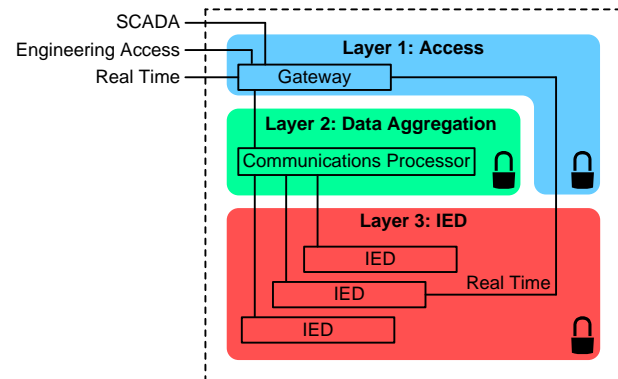 SCADA
Engineering Access
Real Time
Layer 1: Access
Gateway
Layer 2: Data Aggregation
Communications Processor
Layer 3: IED
IED
Real Time
IED
IED